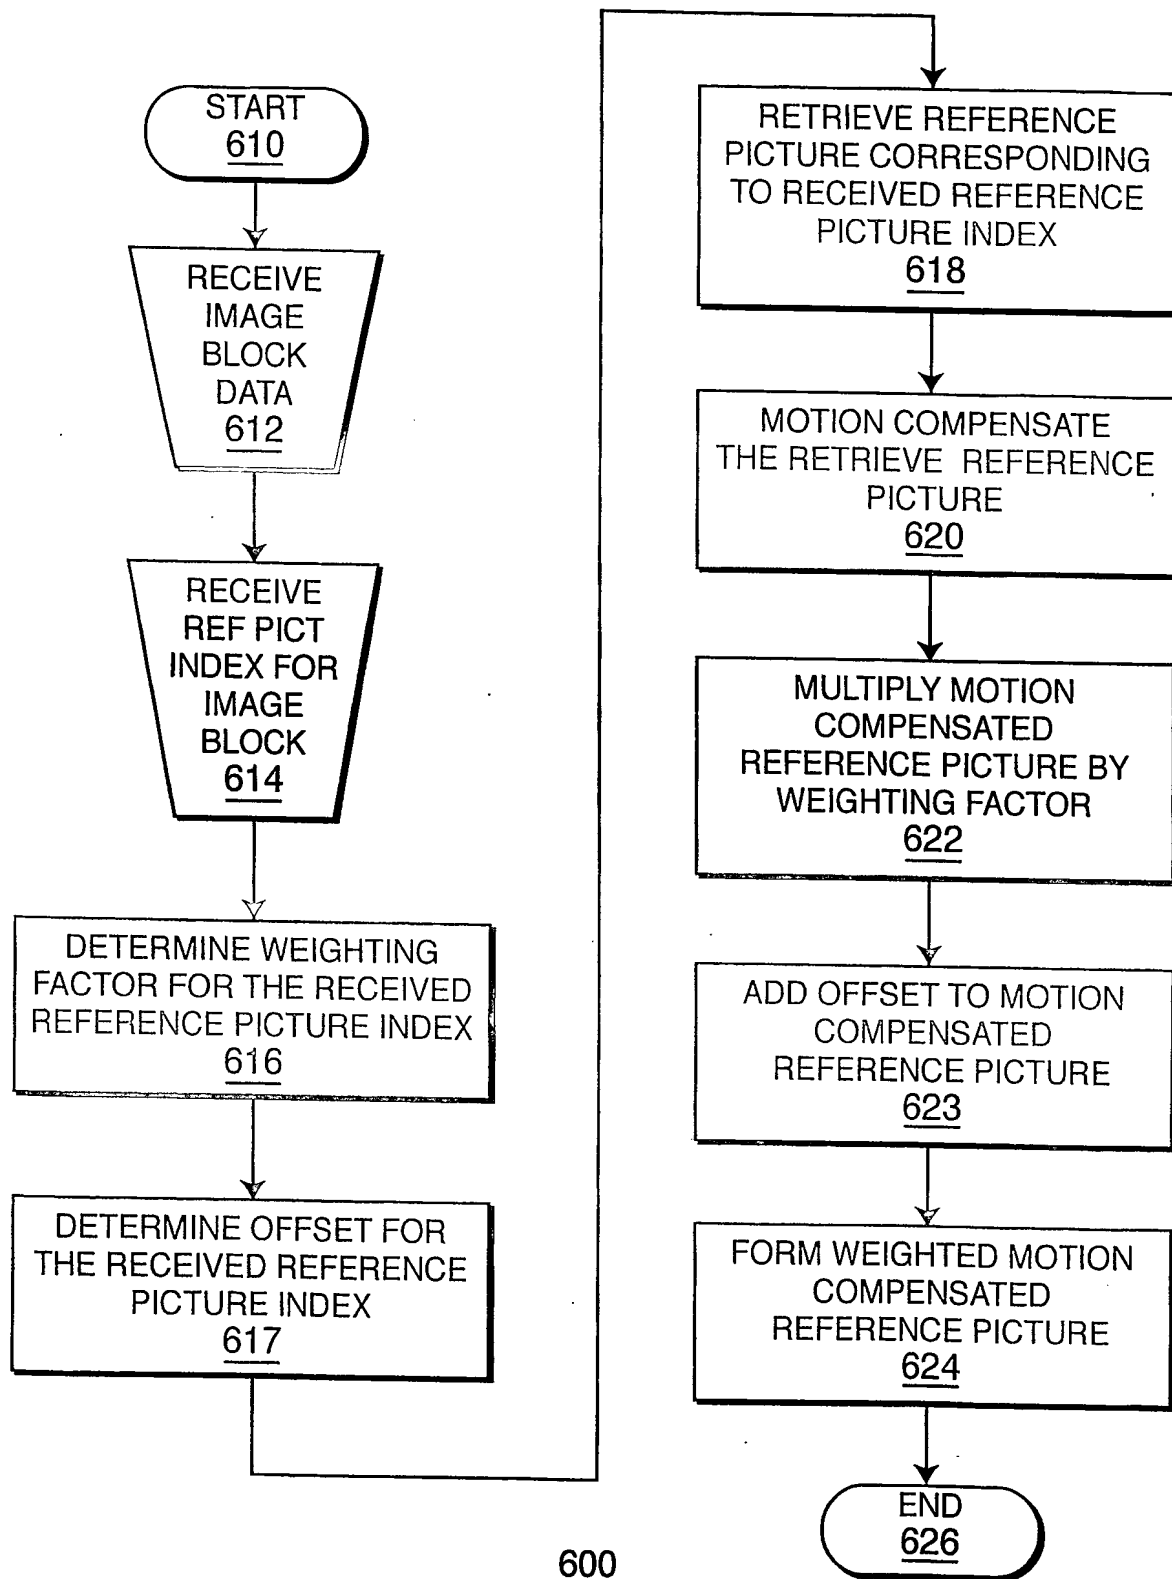 START
610
RECEIVE
IMAGE
BLOCK
DATA
612
RECEIVE
REF PICT
INDEX FOR
IMAGE
BLOCK
614
DETERMINE WEIGHTING
FACTOR FOR THE RECEIVED
REFERENCE PICTURE INDEX
616
DETERMINE OFFSET FOR
THE RECEIVED REFERENCE
PICTURE INDEX
617
RETRIEVE REFERENCE
PICTURE CORRESPONDING
TO RECEIVED REFERENCE
PICTURE INDEX
618
MOTION COMPENSATE
THE RETRIEVE REFERENCE
PICTURE
620
MULTIPLY MOTION
COMPENSATED
REFERENCE PICTURE BY
WEIGHTING FACTOR
622
ADD OFFSET TO MOTION
COMPENSATED
REFERENCE PICTURE
623
FORM WEIGHTED MOTION
COMPENSATED
REFERENCE PICTURE
624
END
626
600